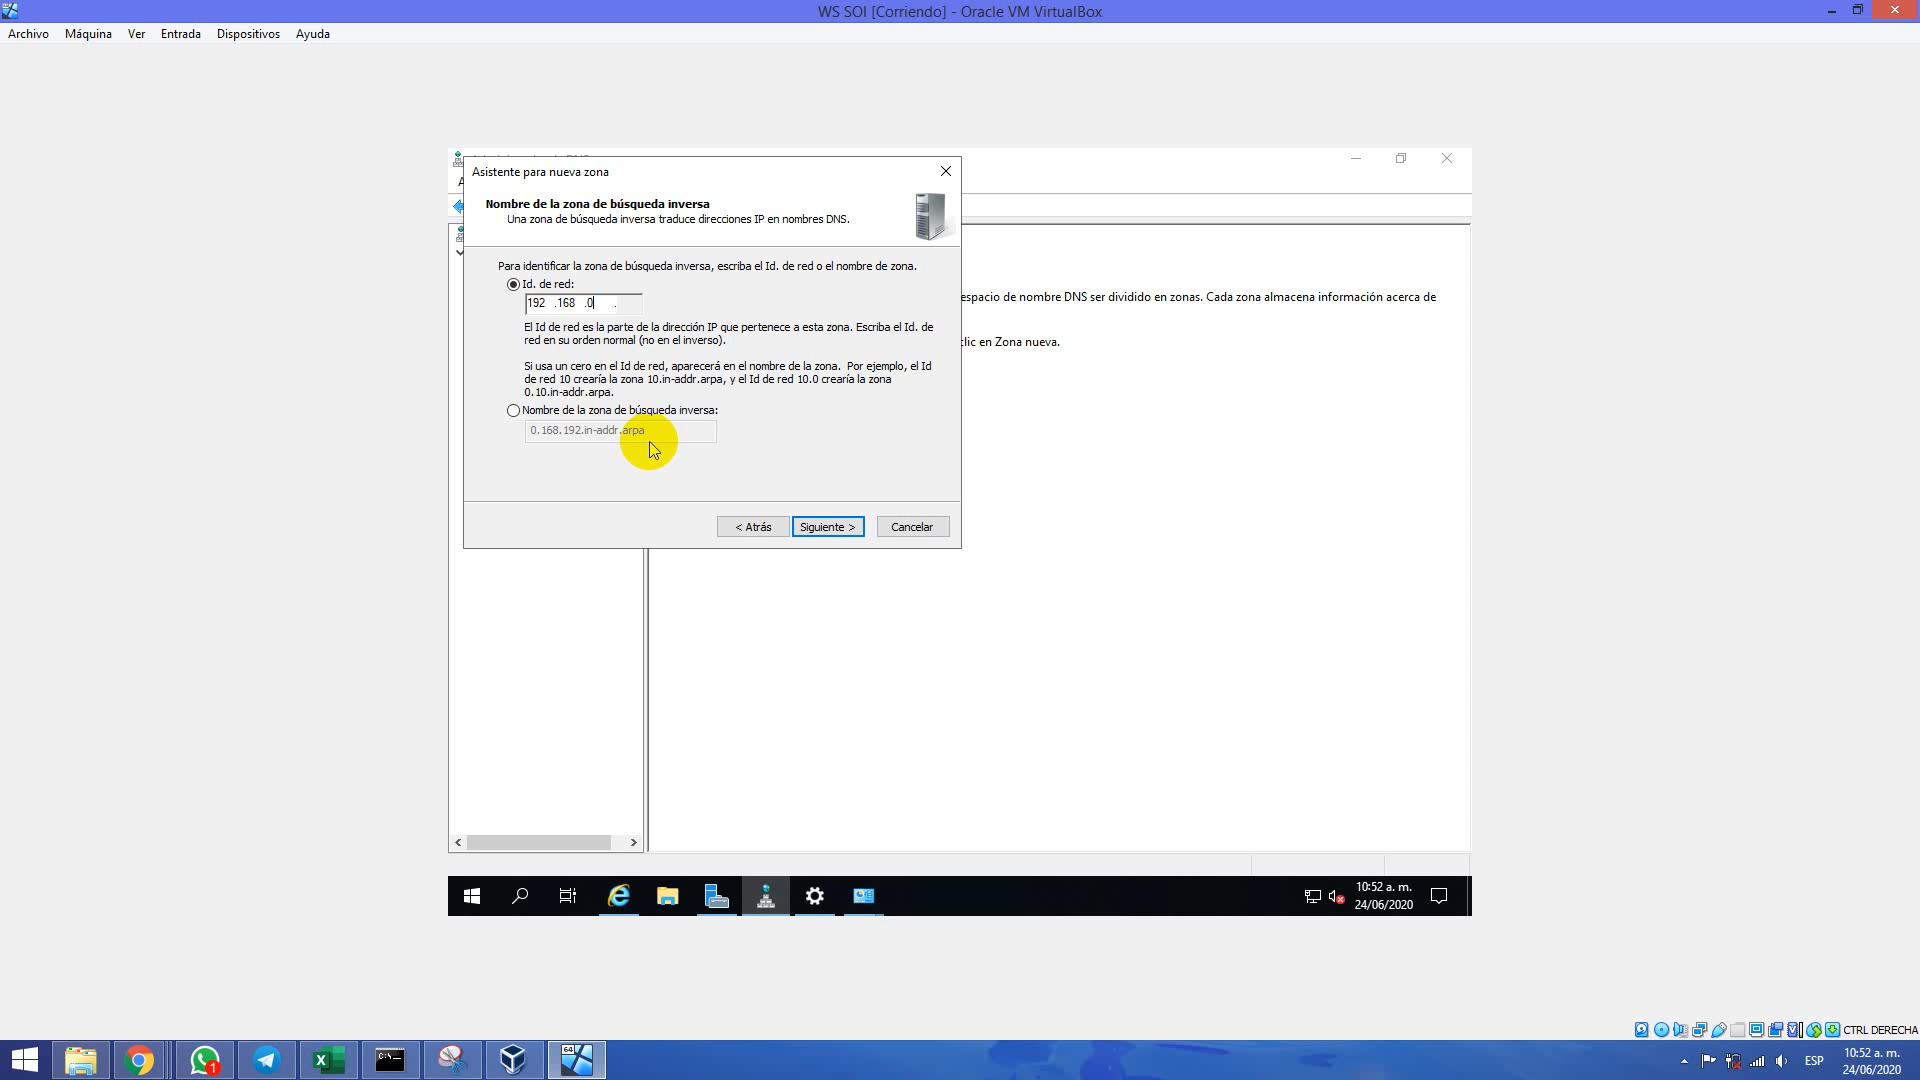 WS SOI [Corriendo] - Oracle VM VirtualBox
Archivo Máquina Ver Entrada Dispositivos Ayuda
Asistente para nueva zona
Nombre de la zona de búsqueda inversa
Una zona de búsqueda inversa traduce direcciones IP en nombres DNS.
Para identificar la zona de búsqueda inversa, escriba el Id. de red o el nombre de zona.
Id. de red:
192 .168 .0 .
espacio de nombre DNS ser dividido en zonas. Cada zona almacena información acerca de
El Id de red es la parte de la dirección IP que pertenece a esta zona. Escriba el Id. de
red en su orden normal (no en el inverso).
clic en Zona nueva.
Si usa un cero en el Id de red, aparecerá en el nombre de la zona. Por ejemplo, el Id
de red 10 crearía la zona 10.in-addr.arpa, y el Id de red 10.0 crearía la zona
0.10.in-addr.arpa.
Nombre de la zona de búsqueda inversa:
0.168.192.in-addr.arpa
< Atrás Siguiente > Cancelar
10:52 a. m.
24/06/2020
CTRL DERECHA
64
1
C:\
ESP
10:52 a. m.
24/06/2020